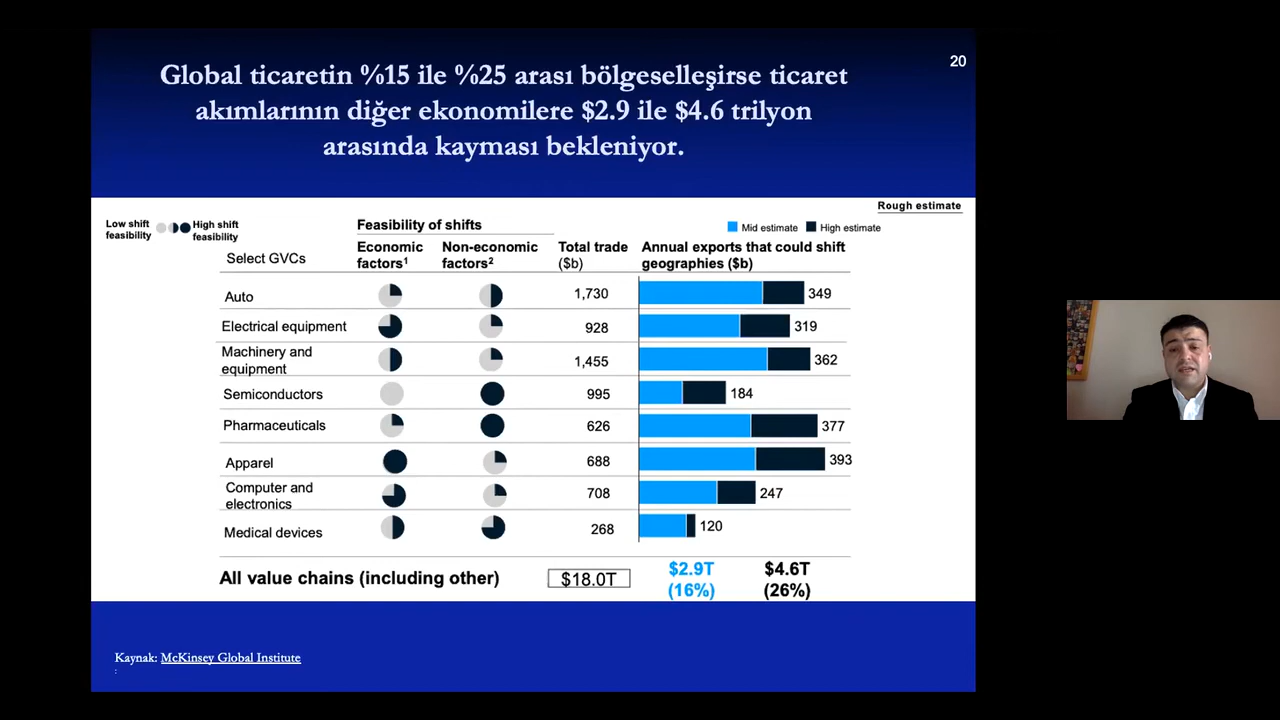 20
Global ticaretin %15 ile %25 arası bölgeselleşirse ticaret
akımlarının diğer ekonomilere $2.9 ile $4.6 trilyon
arasında kayması bekleniyor.
Rough estimate
Low shift feasibility
High shift feasibility
Feasibility of shifts
Mid estimate
High estimate
Select GVCs
Economic factors¹
Non-economic factors²
Total trade ($b)
Annual exports that could shift geographies ($b)
Auto 1,730 349
Electrical equipment 928 319
Machinery and equipment 1,455 362
Semiconductors 995 184
Pharmaceuticals 626 377
Apparel 688 393
Computer and electronics 708 247
Medical devices 268 120
All value chains (including other) $18.0T $2.9T (16%) $4.6T (26%)
Kaynak: McKinsey Global Institute
: